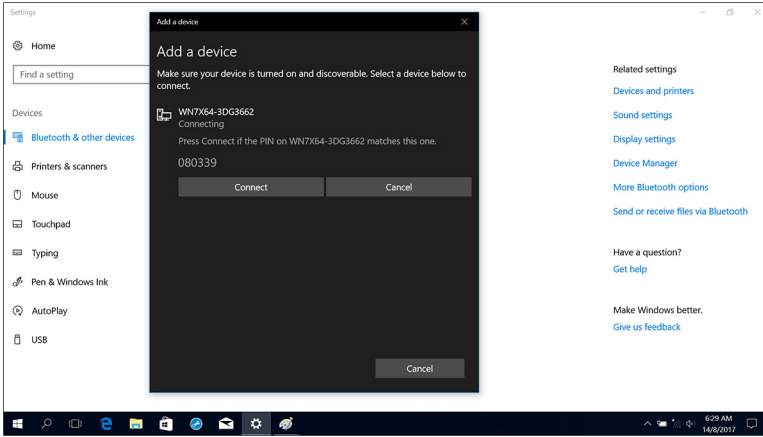 Settings
Home
Find a setting
Devices
Bluetooth & other devices
Printers & scanners
Mouse
Touchpad
Typing
Pen & Windows Ink
AutoPlay
USB
Add a device
Add a device
Make sure your device is turned on and discoverable. Select a device below to
connect.
WN7X64-3DG3662
Connecting
Press Connect if the PIN on WN7X64-3DG3662 matches this one.
080339
Connect
Cancel
Cancel
Related settings
Devices and printers
Sound settings
Display settings
Device Manager
More Bluetooth options
Send or receive files via Bluetooth
Have a question?
Get help
Make Windows better.
Give us feedback
6:29 AM
14/8/2017